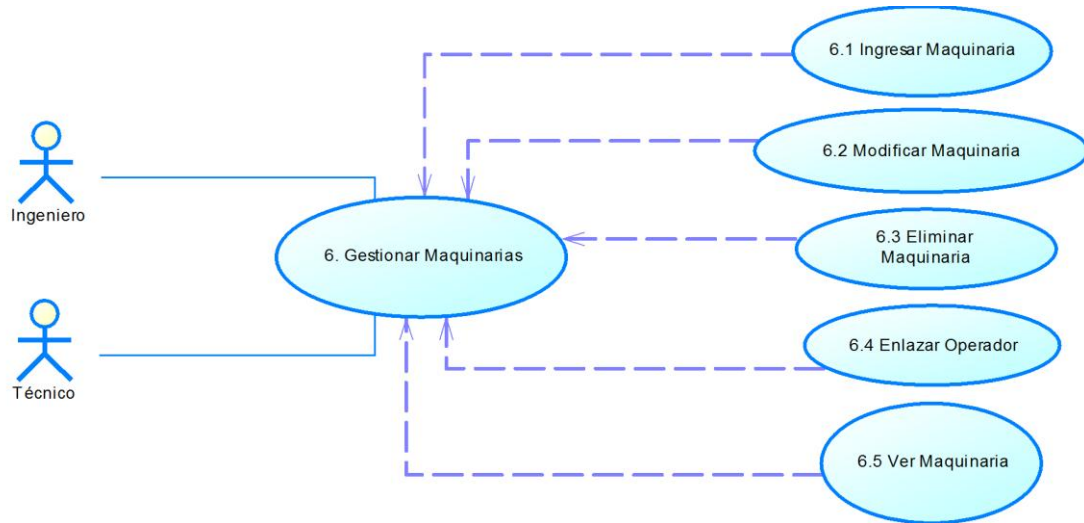 6.1 Ingresar Maquinaria
6.2 Modificar Maquinaria
Ingeniero
6. Gestionar Maquinarias
6.3 Eliminar
Maquinaria
6.4 Enlazar Operador
Técnico
6.5 Ver Maquinaria